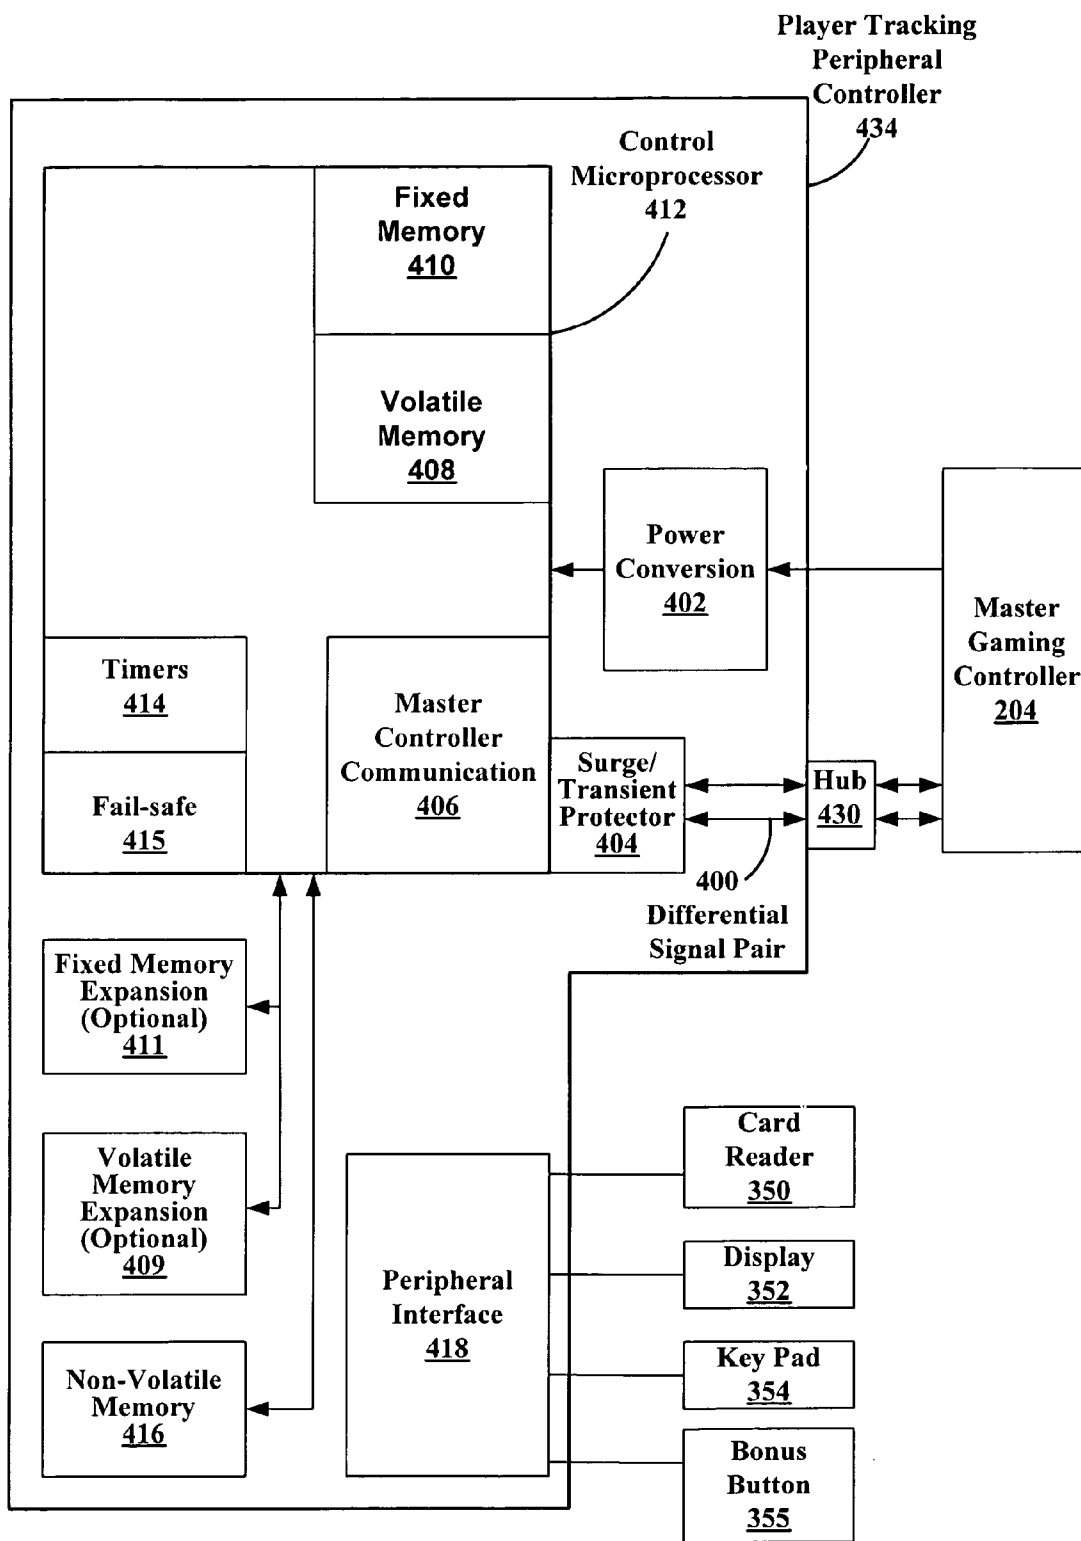 Player Tracking
Peripheral
Controller
434
Control
Microprocessor
412
Fixed
Memory
410
Volatile
Memory
408
Power
Conversion
402
Master
Gaming
Controller
204
Timers
414
Fail-safe
415
Master
Controller
Communication
406
Surge/
Transient
Protector
404
Hub
430
400
Differential
Signal Pair
Fixed Memory
Expansion
(Optional)
411
Volatile
Memory
Expansion
(Optional)
409
Non-Volatile
Memory
416
Peripheral
Interface
418
Card
Reader
350
Display
352
Key Pad
354
Bonus
Button
355